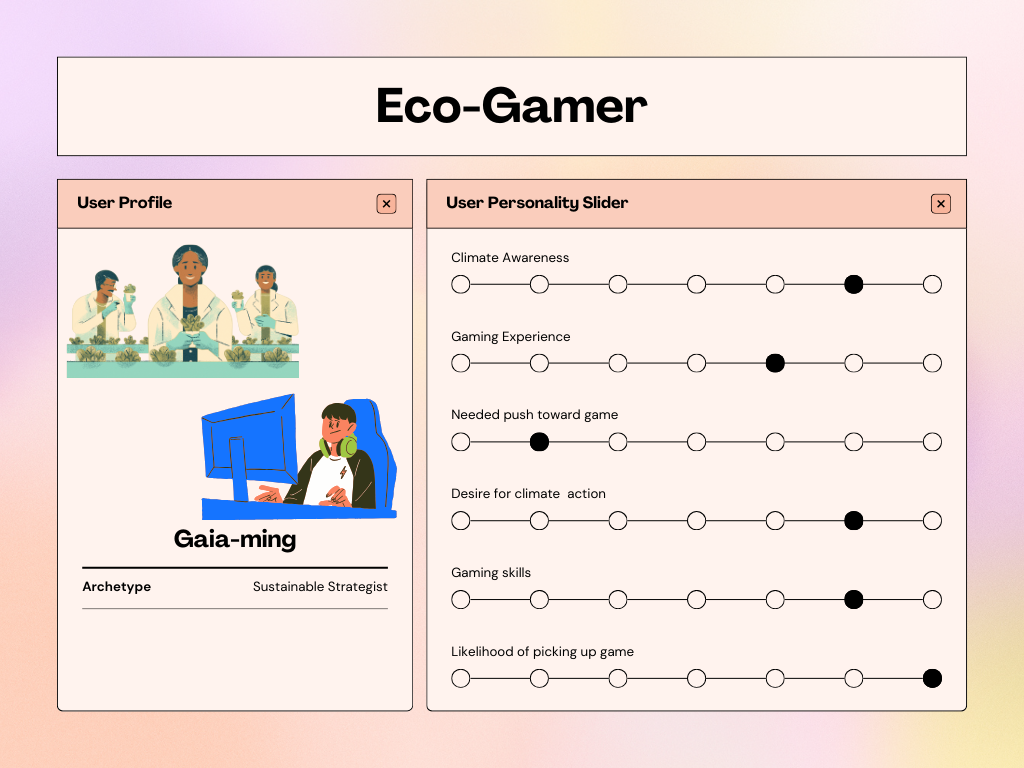 Eco-Gamer
User Profile
Gaia-ming
Archetype Sustainable Strategist
User Personality Slider
Climate Awareness
Gaming Experience
Needed push toward game
Desire for climate  action
Gaming skills
Likelihood of picking up game